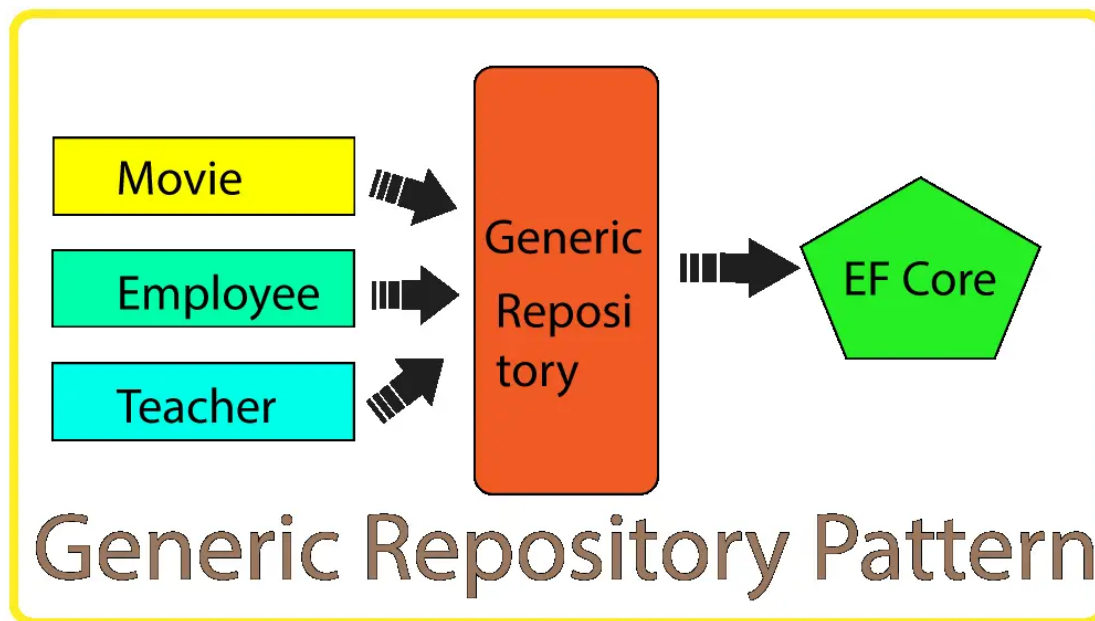 Movie
Employee
Teacher
Generic
Reposi
tory
EF Core
Generic Repository Pattern